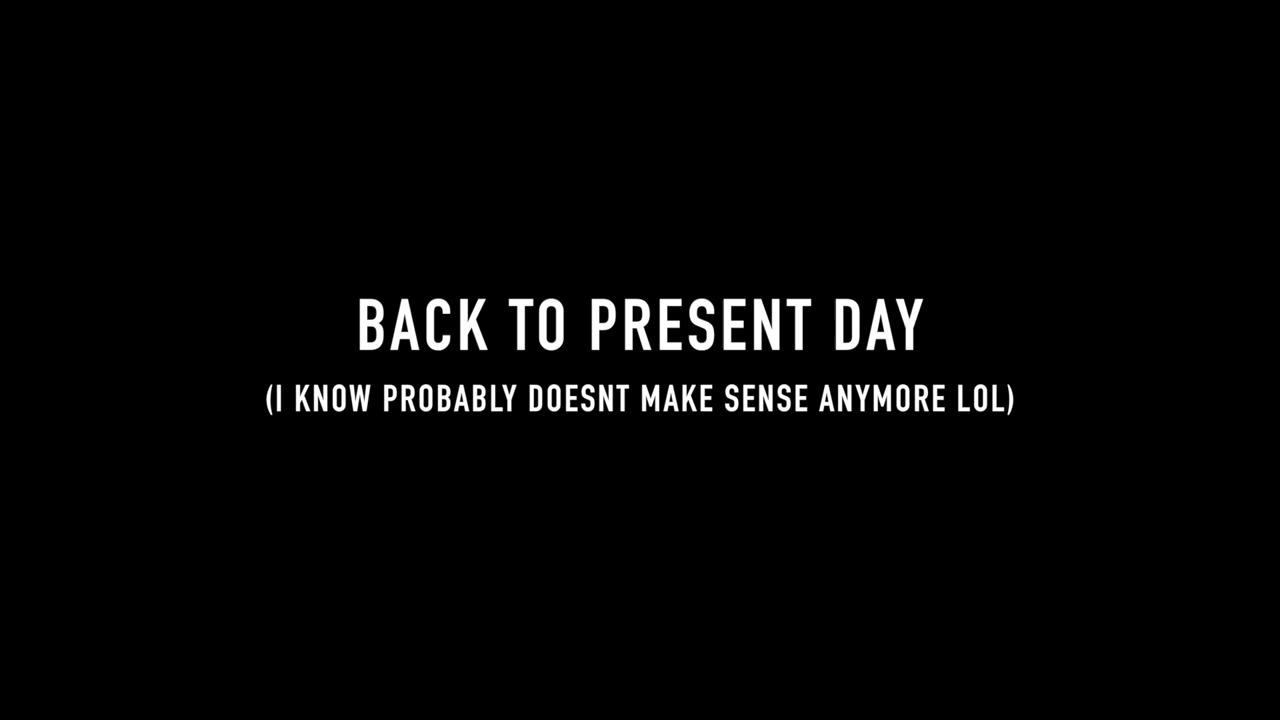 BACK TO PRESENT DAY
(I KNOW PROBABLY DOESNT MAKE SENSE ANYMORE LOL)